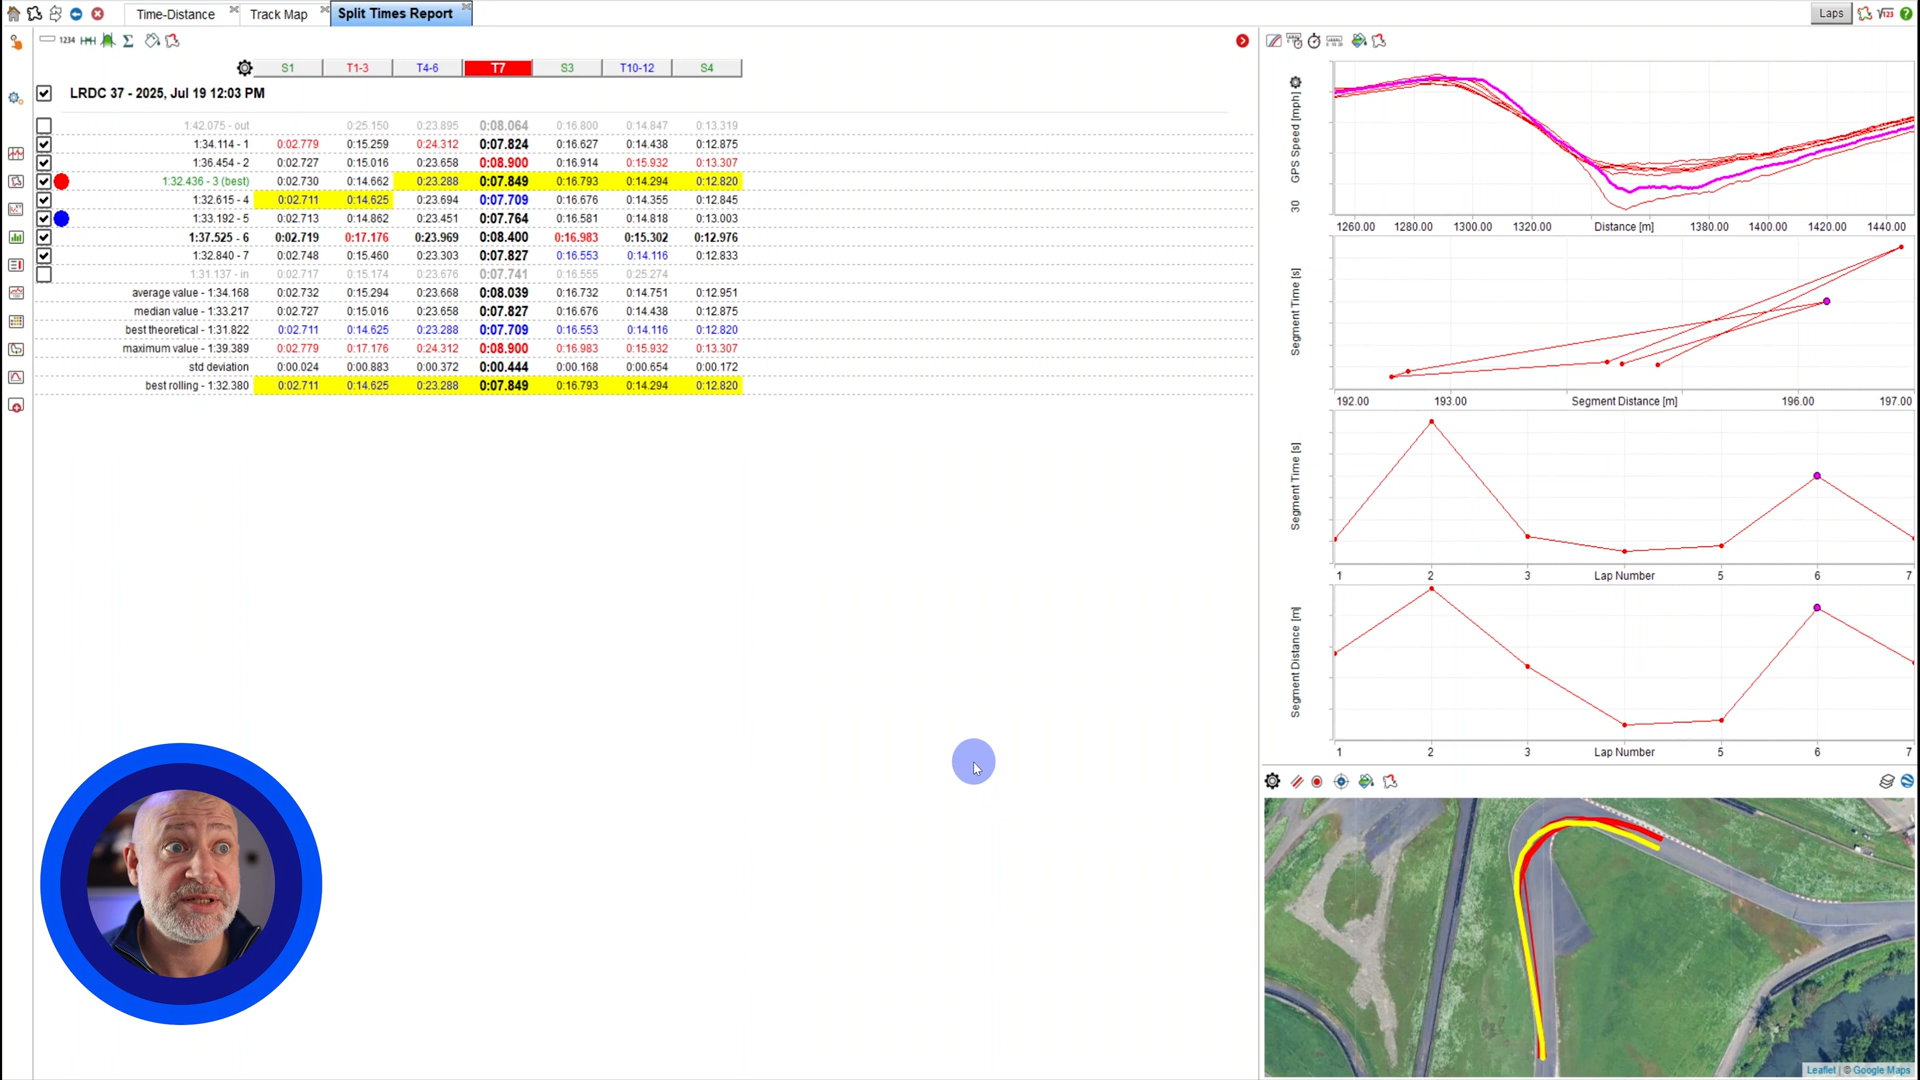 Time-Distance
Track Map
Split Times Report
Laps
1234
√123
?
S1 T1-3 T4-6 T7 S3 T10-12 S4
LRDC 37 - 2025, Jul 19 12:03 PM
1:42.075 - out 0:25.150 0:23.895 0:08.064 0:16.800 0:14.847 0:13.319
1:34.114 - 1 0:02.779 0:15.259 0:24.312 0:07.824 0:16.627 0:14.438 0:12.875
1:36.454 - 2 0:02.727 0:15.016 0:23.658 0:08.900 0:16.914 0:15.932 0:13.307
1:32.436 - 3 (best) 0:02.730 0:14.662 0:23.288 0:07.849 0:16.793 0:14.294 0:12.820
1:32.615 - 4 0:02.711 0:14.625 0:23.694 0:07.709 0:16.676 0:14.355 0:12.845
1:33.192 - 5 0:02.713 0:14.862 0:23.451 0:07.764 0:16.581 0:14.818 0:13.003
1:37.525 - 6 0:02.719 0:17.176 0:23.969 0:08.400 0:16.983 0:15.302 0:12.976
1:32.840 - 7 0:02.748 0:15.460 0:23.303 0:07.827 0:16.553 0:14.116 0:12.833
1:31.137 - in 0:02.717 0:15.174 0:23.676 0:07.741 0:16.555 0:25.274
average value - 1:34.168 0:02.732 0:15.294 0:23.668 0:08.039 0:16.732 0:14.751 0:12.951
median value - 1:33.217 0:02.727 0:15.016 0:23.658 0:07.827 0:16.676 0:14.438 0:12.875
best theoretical - 1:31.822 0:02.711 0:14.625 0:23.288 0:07.709 0:16.553 0:14.116 0:12.820
maximum value - 1:39.389 0:02.779 0:17.176 0:24.312 0:08.900 0:16.983 0:15.932 0:13.307
std deviation 0:00.024 0:00.883 0:00.372 0:00.444 0:00.168 0:00.654 0:00.172
best rolling - 1:32.380 0:02.711 0:14.625 0:23.288 0:07.849 0:16.793 0:14.294 0:12.820
GPS Speed [mph]
30
1260.00 1280.00 1300.00 1320.00 Distance [m] 1380.00 1400.00 1420.00 1440.00
Segment Time [s]
192.00 193.00 Segment Distance [m] 196.00 197.00
Segment Time [s]
1 2 3 Lap Number 5 6 7
Segment Distance [m]
1 2 3 Lap Number 5 6 7
Leaflet | © Google Maps